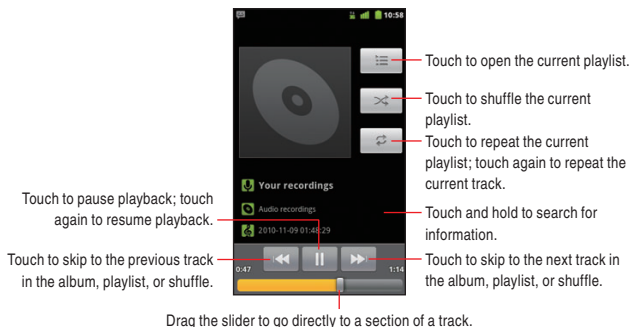 10:58
Touch to open the current playlist.
Touch to shuffle the current
playlist.
Touch to repeat the current
playlist; touch again to repeat the
current track.
Your recordings
Audio recordings
2010-11-09 01:48:29
Touch and hold to search for
information.
Touch to pause playback; touch
again to resume playback.
Touch to skip to the previous track
in the album, playlist, or shuffle.
0:47
1:14
Touch to skip to the next track in
the album, playlist, or shuffle.
Drag the slider to go directly to a section of a track.